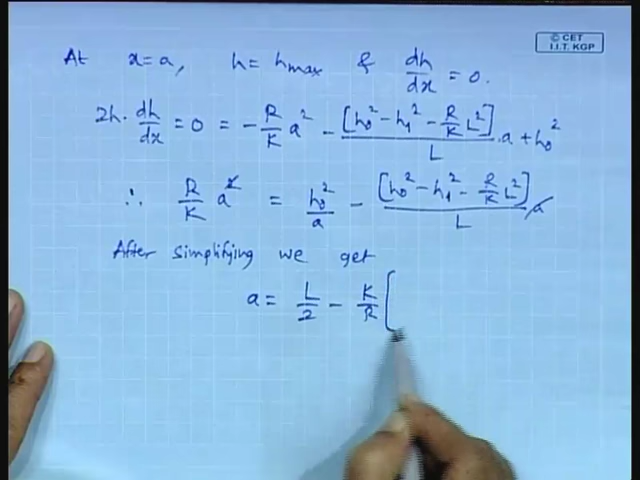 © CET
I.I.T. KGP
At x=a, h = hmax & dh/dx = 0.
2h· dh/dx = 0 = -R/K a² - [h₀² - h₁² - R/K L²]/L .a + h₀²
∴ R/K a² = h₀²/a - [h₀² - h₁² - R/K L²]/L a
After simplifying we get
a = L/2 - K/R [